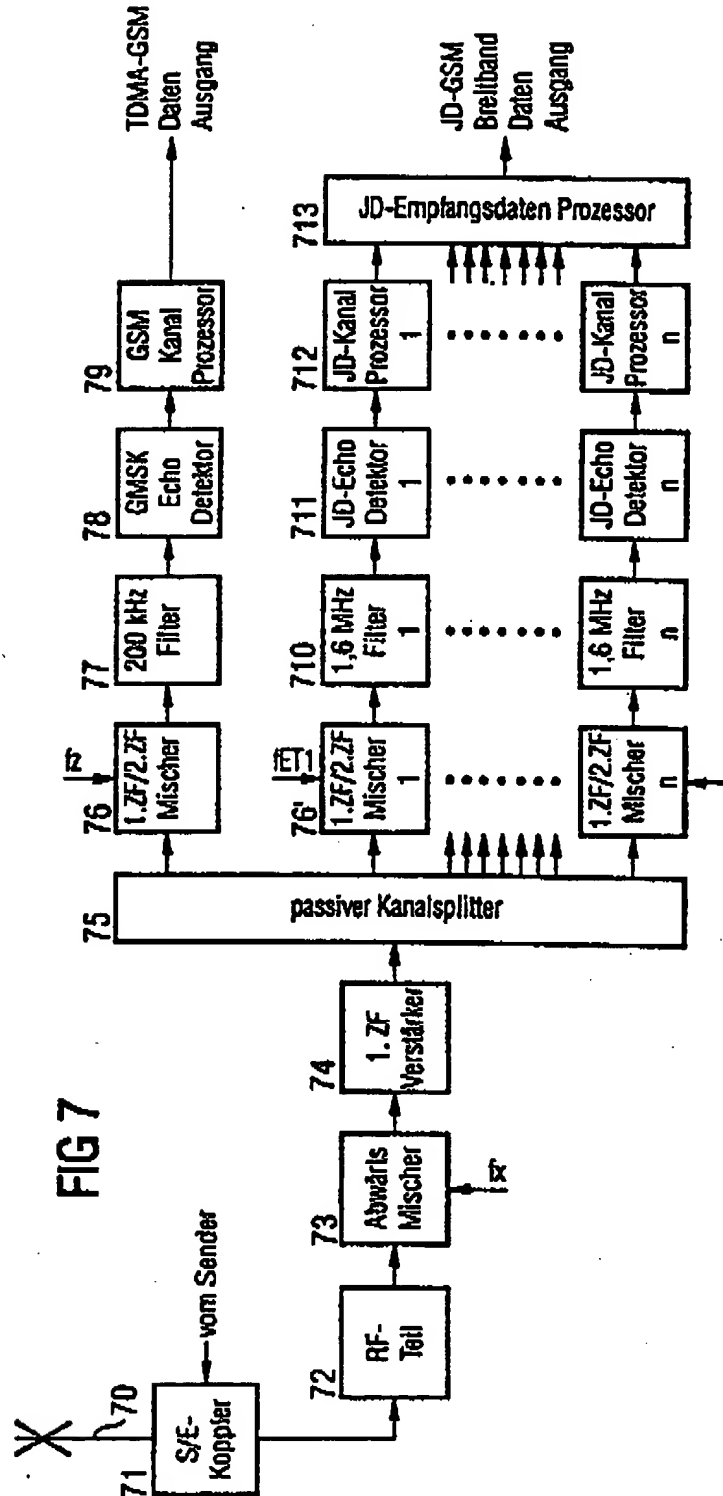 FIG 7
70
71
S/E-
Koppler
vom Sender
72
RF-
Teil
73
Abwärts
Mischer
fx
74
1. ZF
Verstärker
75
passiver Kanalsplitter
76
1.ZF/2.ZF
Mischer
fz
77
200 kHz
Filter
78
GMSK
Echo
Detektor
79
GSM
Kanal
Prozessor
TDMA-GSM
Daten
Ausgang
76'
1.ZF/2.ZF
Mischer
1
fET1
710
1,6 MHz
Filter
1
711
JD-Echo
Detektor
1
712
JD-Kanal
Prozessor
1
713
JD-Empfangsdaten Prozessor
JD-GSM
Breitband
Daten
Ausgang
1.ZF/2.ZF
Mischer
n
1,6 MHz
Filter
n
JD-Echo
Detektor
n
JD-Kanal
Prozessor
n